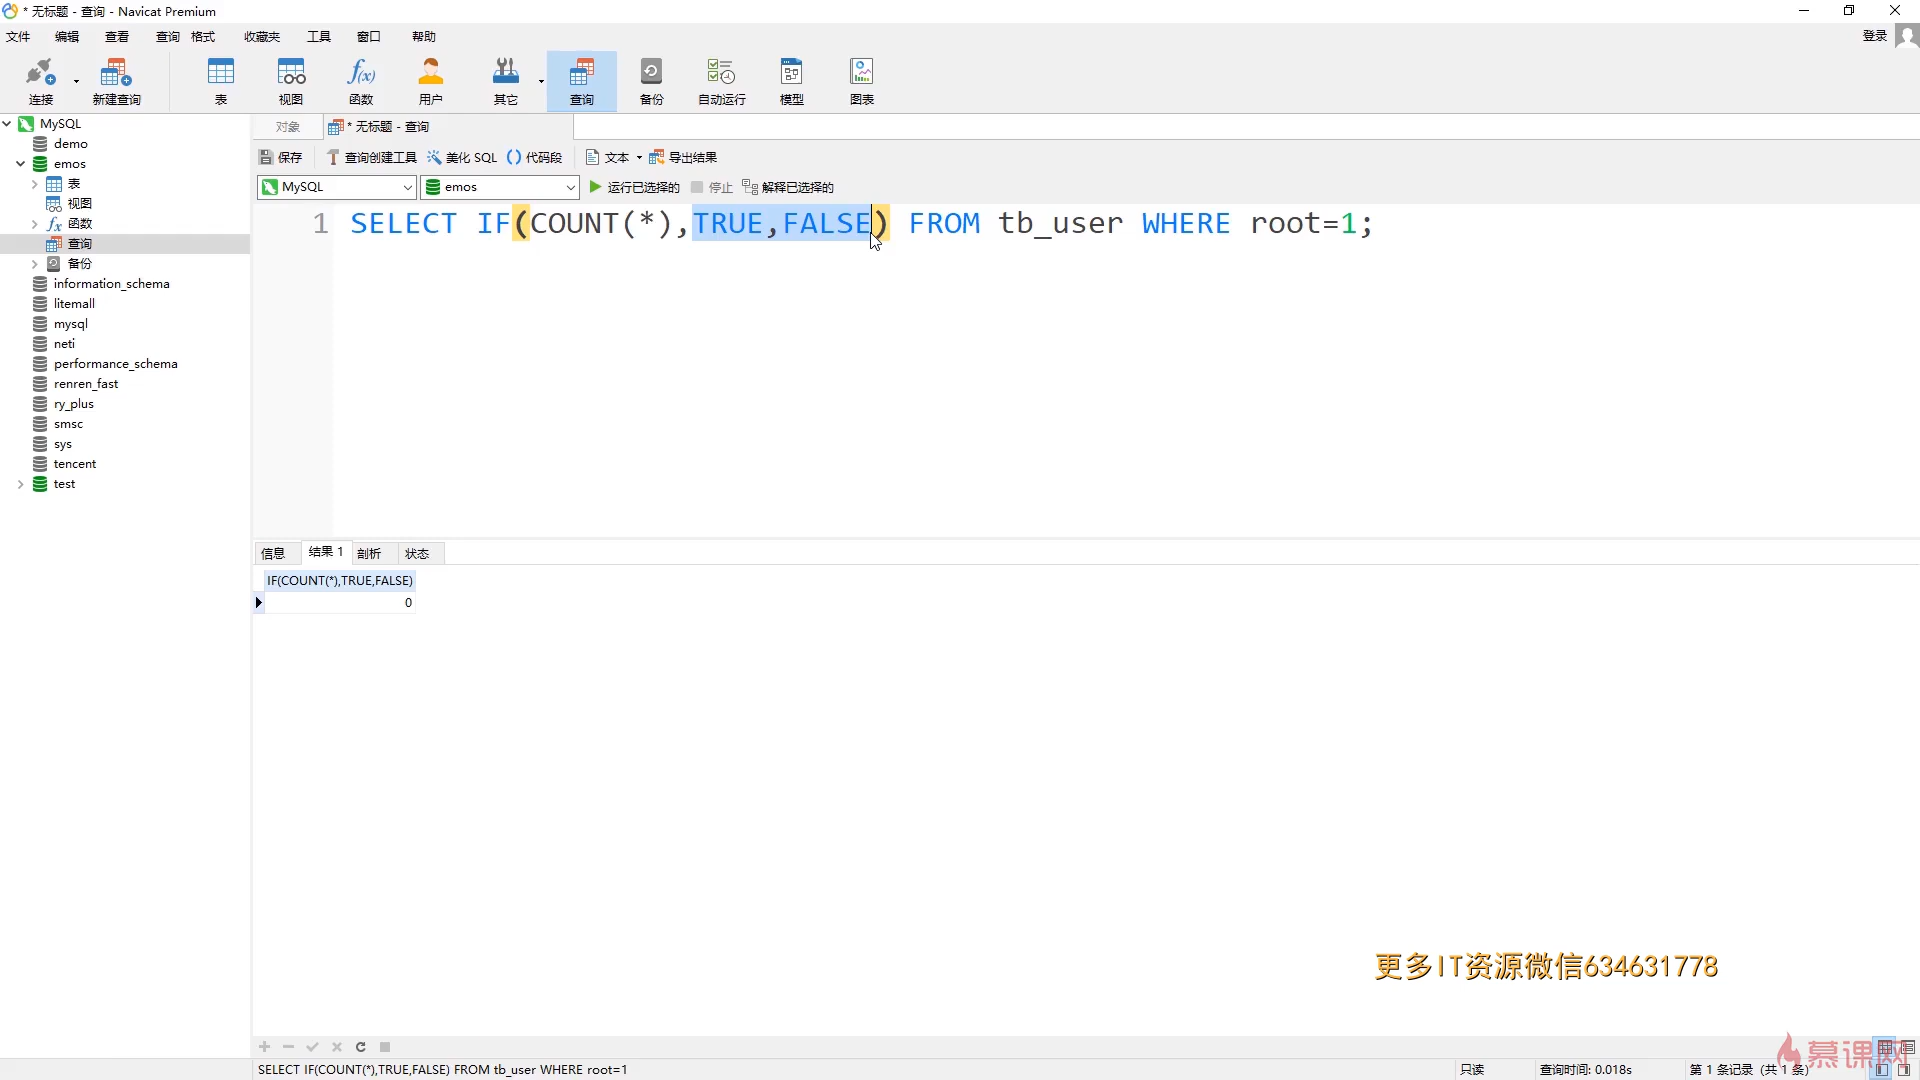 * 无标题 - 查询 - Navicat Premium
文件 编辑 查看 查询 格式 收藏夹 工具 窗口 帮助 登录
连接 新建查询 表 视图 函数 用户 其它 查询 备份 自动运行 模型 图表
MySQL
demo
emos
表
视图
函数
查询
备份
information_schema
litemall
mysql
neti
performance_schema
renren_fast
ry_plus
smsc
sys
tencent
test
对象 * 无标题 - 查询
保存 查询创建工具 美化 SQL 代码段 文本 导出结果
MySQL emos 运行已选择的 停止 解释已选择的
1 SELECT IF(COUNT(*),TRUE,FALSE) FROM tb_user WHERE root=1;
信息 结果 1 剖析 状态
IF(COUNT(*),TRUE,FALSE)
0
更多IT资源微信634631778
慕课网
SELECT IF(COUNT(*),TRUE,FALSE) FROM tb_user WHERE root=1 只读 查询时间: 0.018s 第 1 条记录 (共 1 条)